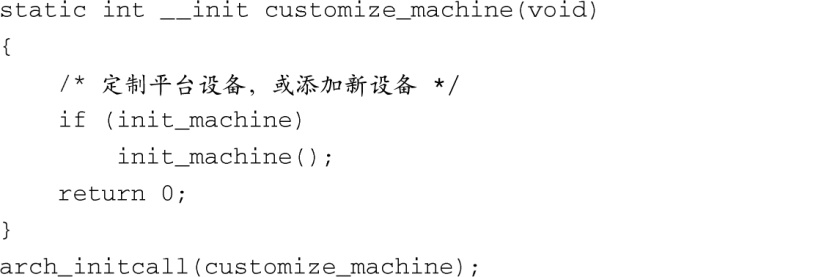 static int __init customize_machine(void)
{
    /* 定制平台设备，或添加新设备 */
    if (init_machine)
        init_machine();
    return 0;
}
arch_initcall(customize_machine);